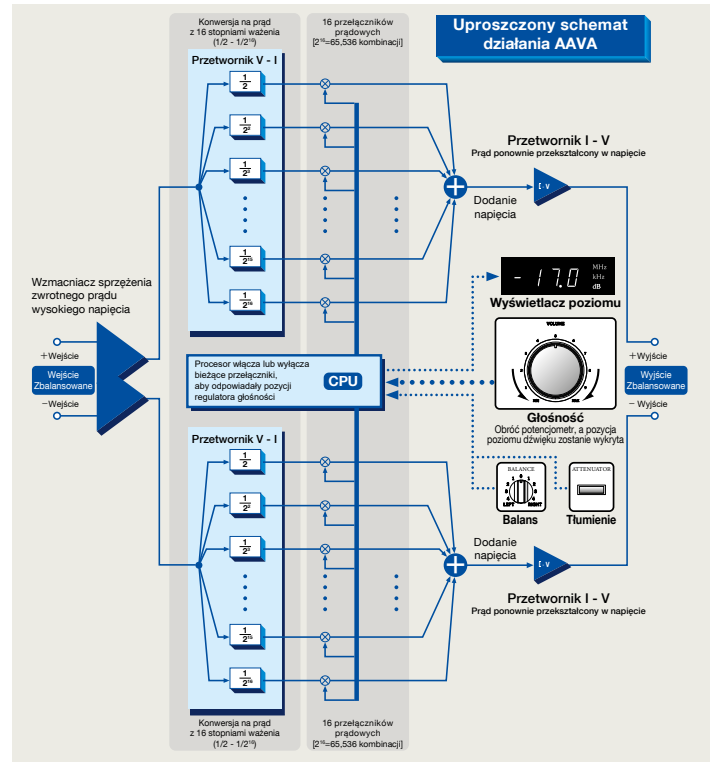 Konwersja na prąd
z 16 stopniami ważenia
(1/2 - 1/2¹⁶)
16 przełączników
prądowych
[2¹⁶=65,536 kombinacji]
Uproszczony schemat
działania AAVA
Przetwornik V - I
1/2
1/2²
1/2³
1/2¹⁵
1/2¹⁶
Przetwornik I - V
Prąd ponownie przekształcony w napięcie
I - V
Dodanie
napięcia
Wzmacniacz sprzężenia
zwrotnego prądu
wysokiego napięcia
- 17.0
MHz
kHz
dB
Wyświetlacz poziomu
VOLUME
+Wejście
Wejście
Zbalansowane
-Wejście
Procesor włącza lub wyłącza
bieżące przełączniki,
aby odpowiadały pozycji
regulatora głośności
CPU
+Wyjście
Wyjście
Zbalansowane
- Wyjście
Głośność
Obróć potencjometr, a pozycja
poziomu dźwięku zostanie wykryta
BALANCE
LEFT
RIGHT
Balans
ATTENUATOR
Tłumienie
Przetwornik V - I
1/2
1/2²
1/2³
1/2¹⁵
1/2¹⁶
Dodanie
napięcia
I - V
Przetwornik I - V
Prąd ponownie przekształcony w napięcie
Konwersja na prąd
z 16 stopniami ważenia
(1/2 - 1/2¹⁶)
16 przełączników
prądowych
[2¹⁶=65,536 kombinacji]